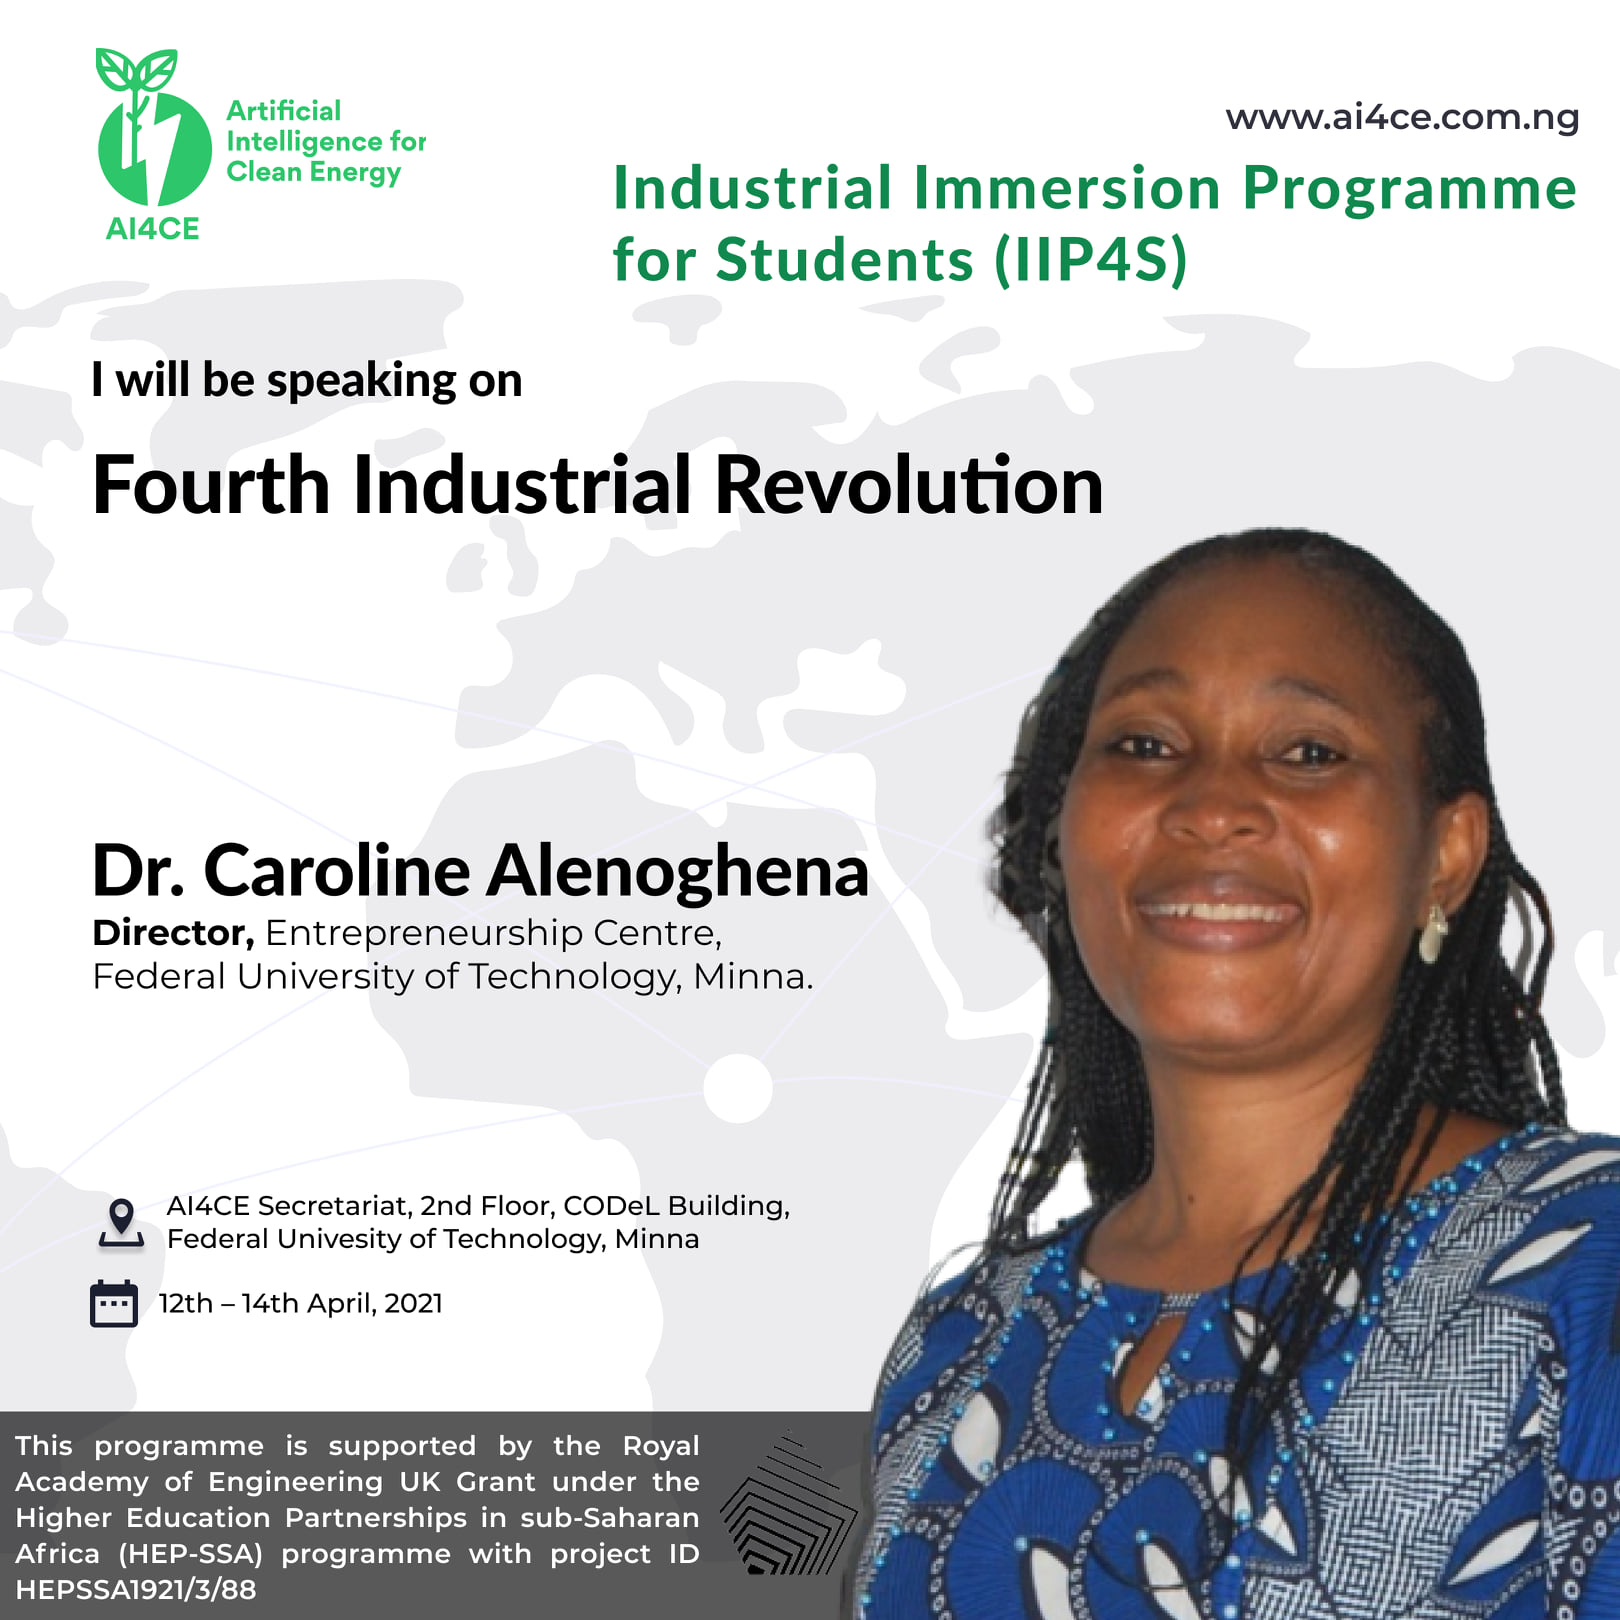 Artificial
Intelligence for
Clean Energy
AI4CE
www.ai4ce.com.ng
Industrial Immersion Programme
for Students (IIP4S)
I will be speaking on
Fourth Industrial Revolution
Dr. Caroline Alenoghena
Director, Entrepreneurship Centre,
Federal University of Technology, Minna.
AI4CE Secretariat, 2nd Floor, CODeL Building,
Federal Univesity of Technology, Minna
12th – 14th April, 2021
This programme is supported by the Royal
Academy of Engineering UK Grant under the
Higher Education Partnerships in sub-Saharan
Africa (HEP-SSA) programme with project ID
HEPSSA1921/3/88